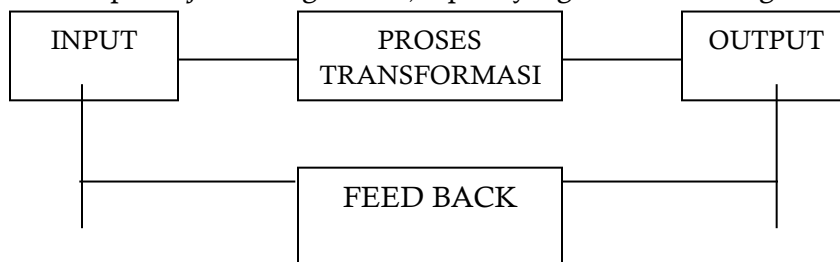 INPUT
PROSES
TRANSFORMASI
OUTPUT
FEED BACK